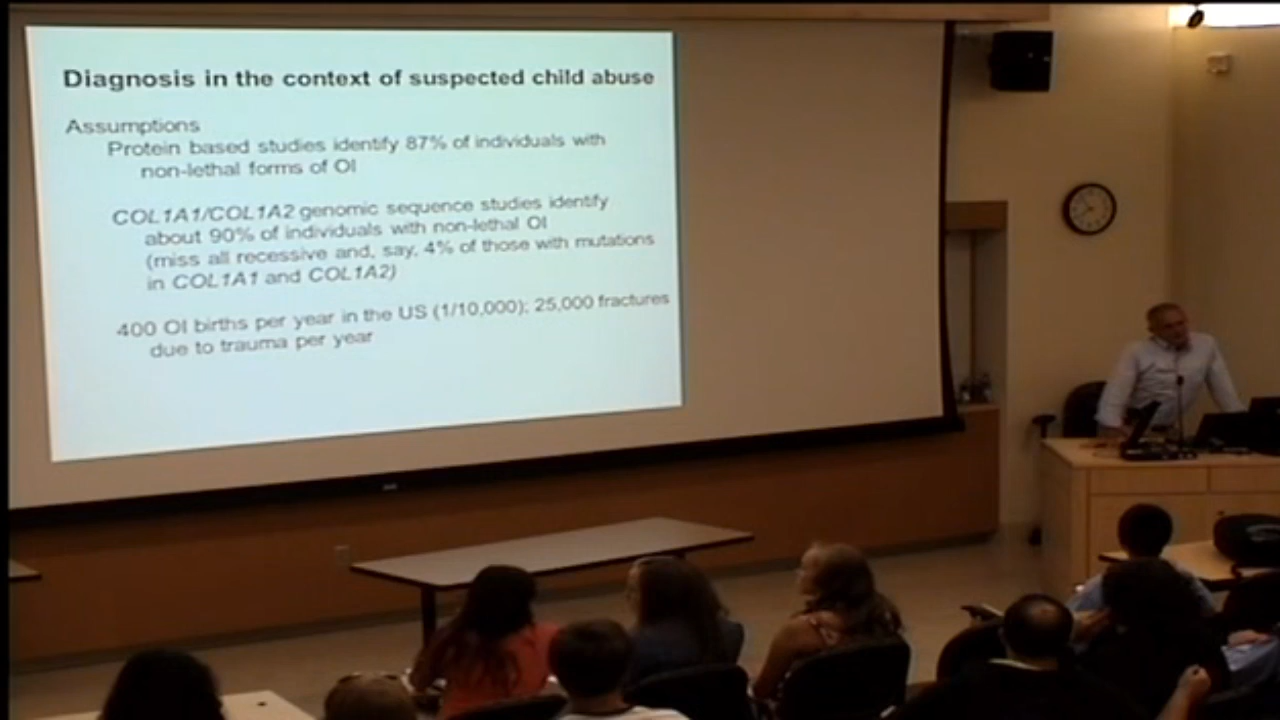 Diagnosis in the context of suspected child abuse
Assumptions
Protein based studies identify 87% of individuals with
non-lethal forms of OI
COL1A1/COL1A2 genomic sequence studies identify
about 90% of individuals with non-lethal OI
(miss all recessive and, say, 4% of those with mutations
in COL1A1 and COL1A2)
400 OI births per year in the US (1/10,000); 25,000 fractures
due to trauma per year